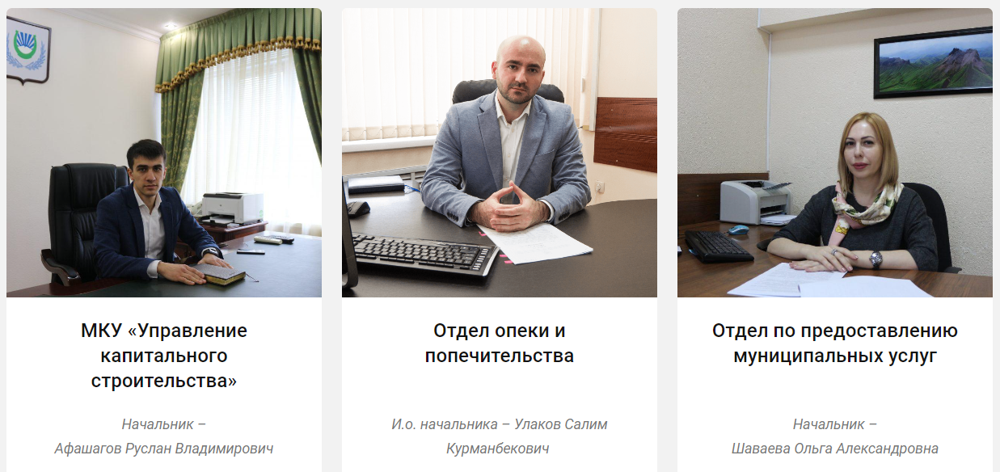 МКУ «Управление
капитального
строительства»
Начальник –
Афашагов Руслан Владимирович
Отдел опеки и
попечительства
И.о. начальника – Улаков Салим
Курманбекович
Отдел по предоставлению
муниципальных услуг
Начальник –
Шаваева Ольга Александровна